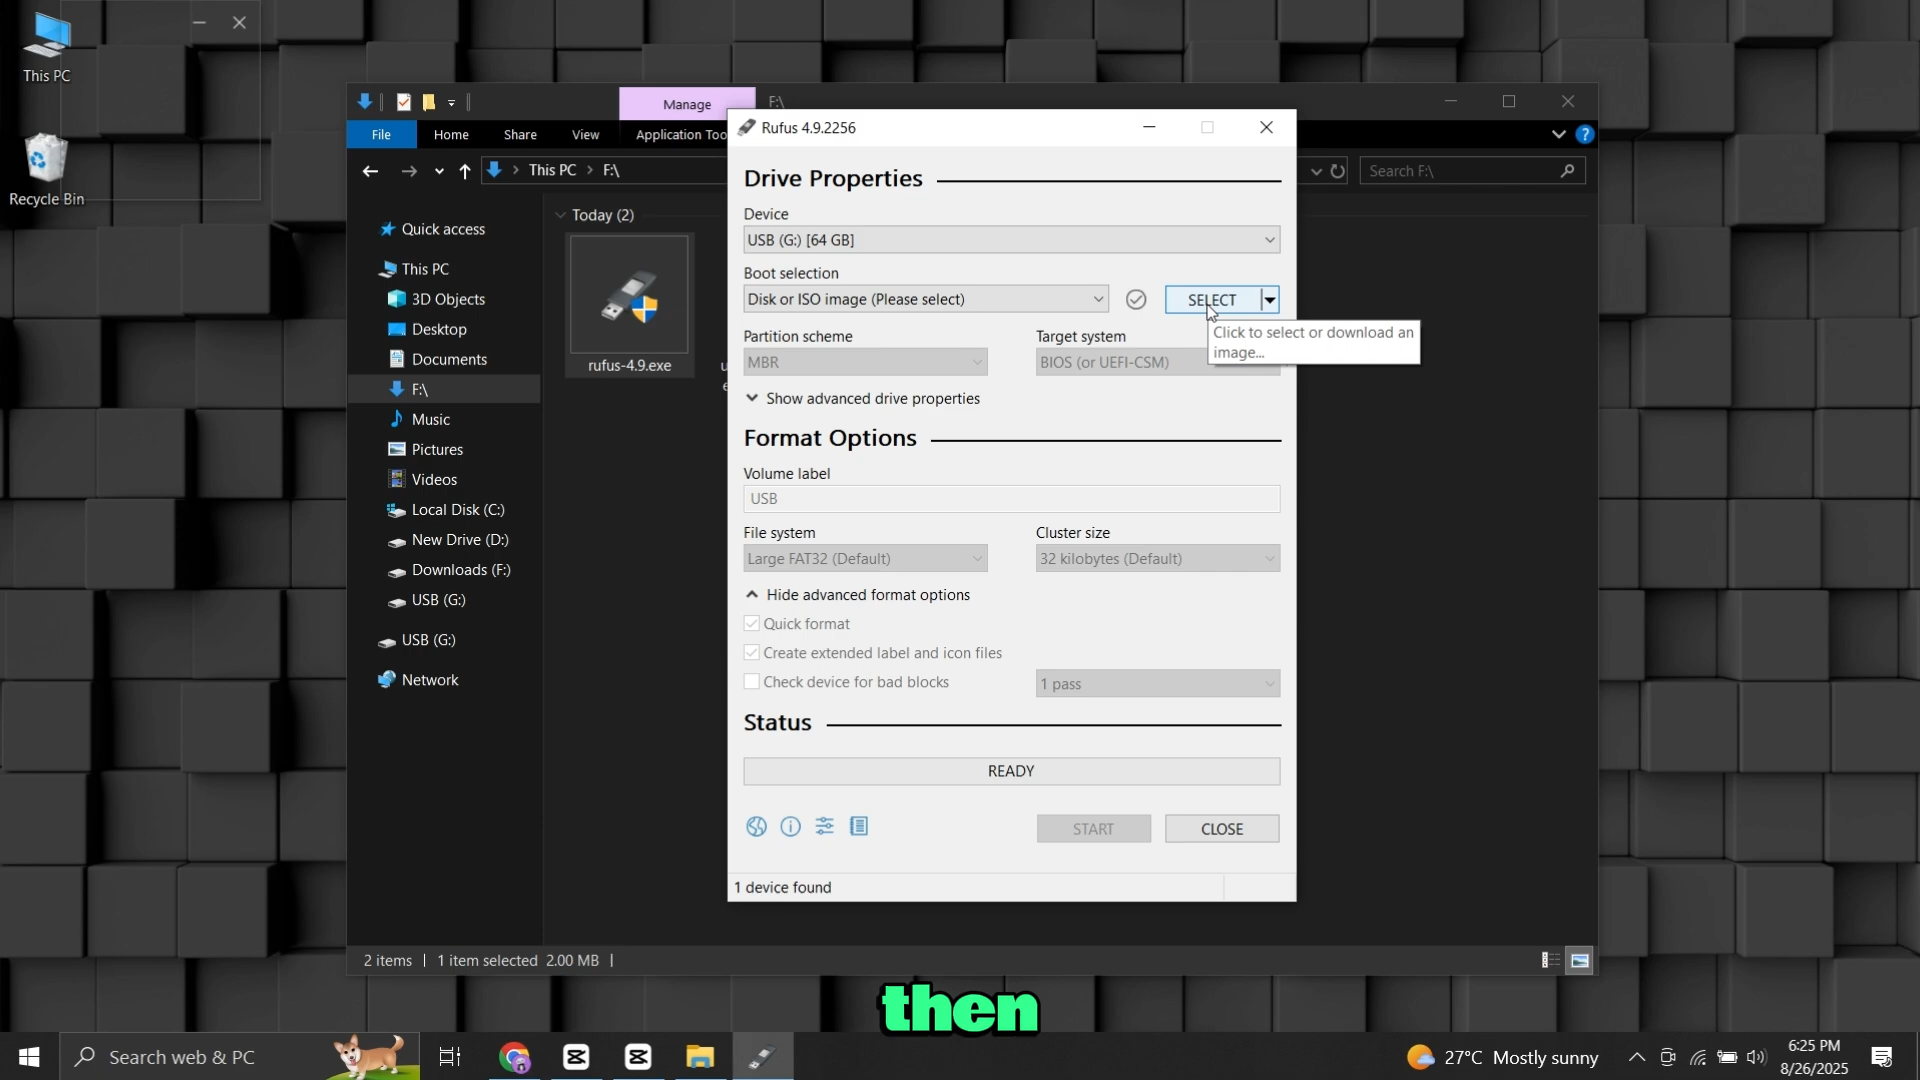 This PC
Recycle Bin
Manage
F:\
File
Home
Share
View
Application Too
This PC
F:\
Search F:\
Quick access
This PC
3D Objects
Desktop
Documents
F:\
Music
Pictures
Videos
Local Disk (C:)
New Drive (D:)
Downloads (F:)
USB (G:)
USB (G:)
Network
Today (2)
rufus-4.9.exe
2 items
1 item selected 2.00 MB
Rufus 4.9.2256
Drive Properties
Device
USB (G:) [64 GB]
Boot selection
Disk or ISO image (Please select)
SELECT
Click to select or download an
image...
Partition scheme
Target system
MBR
BIOS (or UEFI-CSM)
Show advanced drive properties
Format Options
Volume label
USB
File system
Cluster size
Large FAT32 (Default)
32 kilobytes (Default)
Hide advanced format options
Quick format
Create extended label and icon files
Check device for bad blocks
1 pass
Status
READY
START
CLOSE
1 device found
then
Search web & PC
27°C Mostly sunny
6:25 PM
8/26/2025